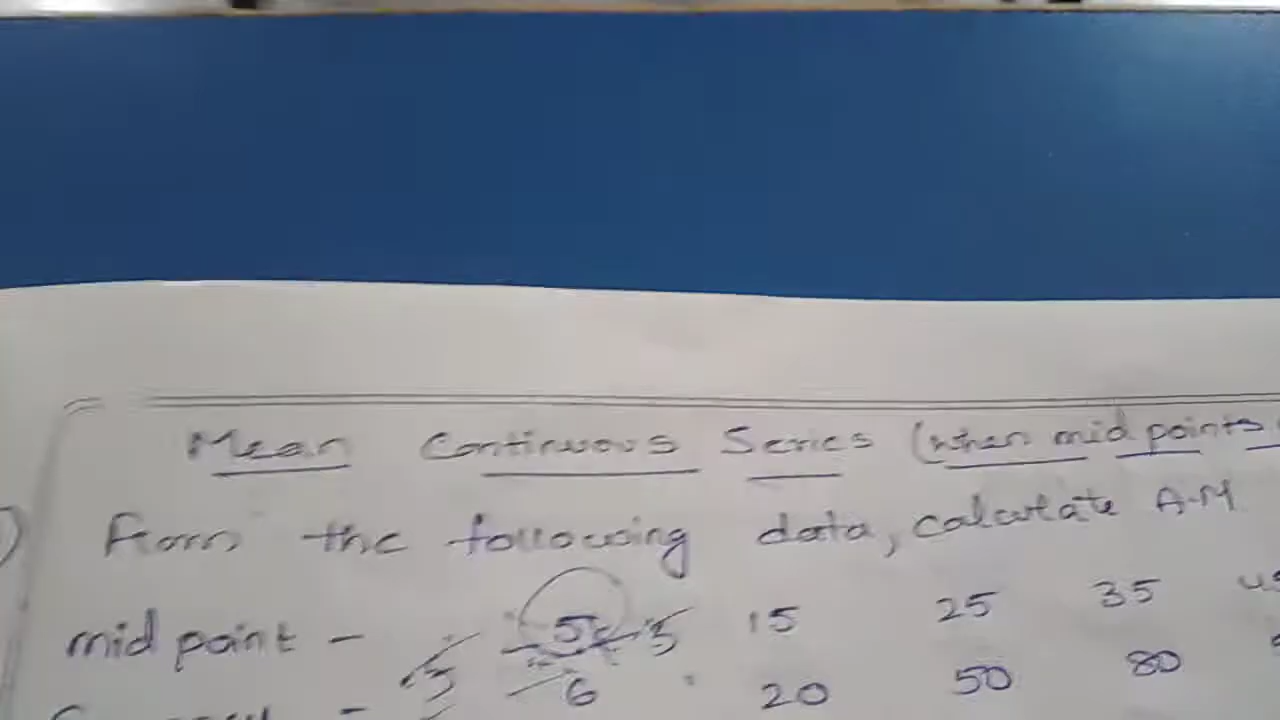 Mean Continuous Series (when mid points
From the following data, calculate A.M
mid point - 5 15 25 35
- 6 20 50 80